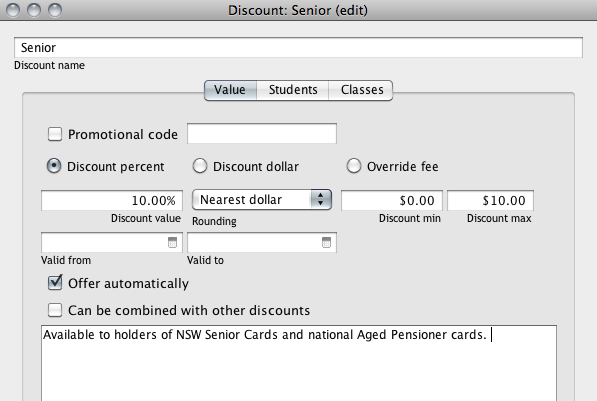 Discount: Senior (edit)
Senior
Discount name
Value Students Classes
Promotional code
Discount percent Discount dollar Override fee
10.00% Nearest dollar $0.00 $10.00
Discount value Rounding Discount min Discount max
Valid from Valid to
Offer automatically
Can be combined with other discounts
Available to holders of NSW Senior Cards and national Aged Pensioner cards.